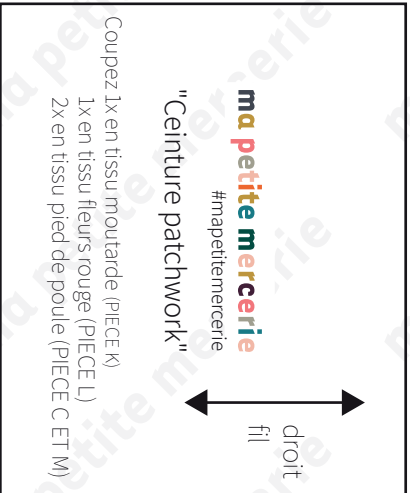 ma petite mercerie
#mapetitemercerie
"Ceinture patchwork"
Coupez 1x en tissu moutarde (PIECE K)
1x en tissu fleurs rouge (PIECE L)
2x en tissu pied de poule (PIECE C ET M)
droit
fil